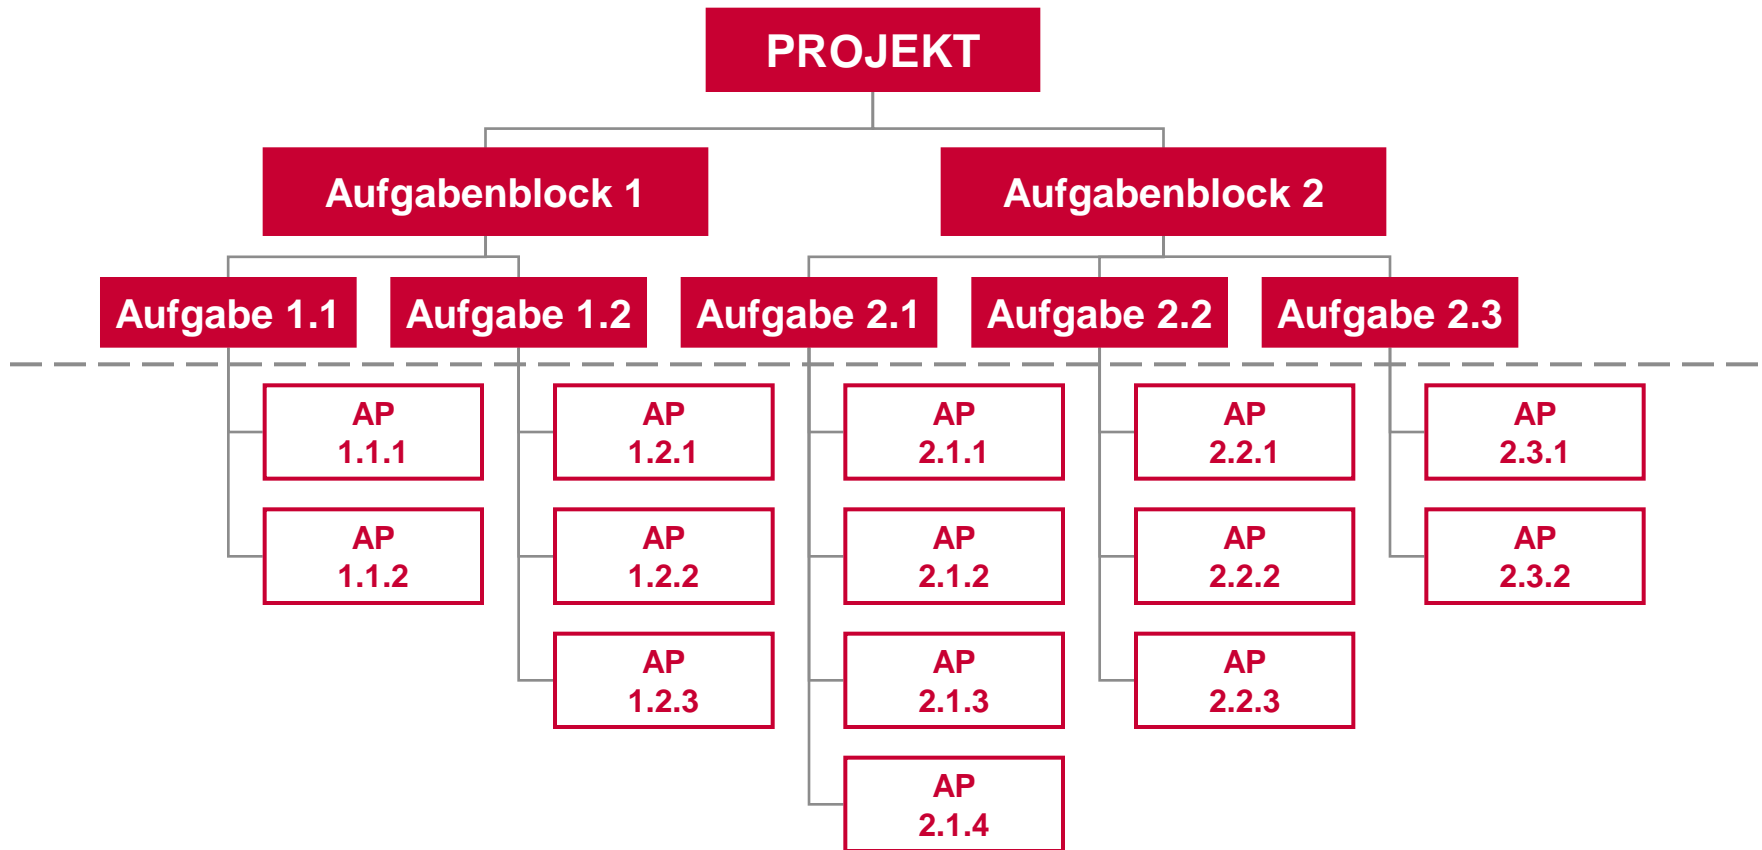 PROJEKT
Aufgabenblock 1
Aufgabenblock 2
Aufgabe 1.1
Aufgabe 1.2
Aufgabe 2.1
Aufgabe 2.2
Aufgabe 2.3
AP
1.1.1
AP
1.2.1
AP
2.1.1
AP
2.2.1
AP
2.3.1
AP
1.1.2
AP
1.2.2
AP
2.1.2
AP
2.2.2
AP
2.3.2
AP
1.2.3
AP
2.1.3
AP
2.2.3
AP
2.1.4